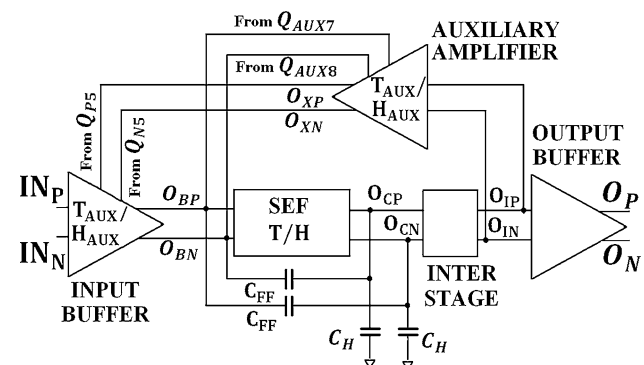 From Q_AUX7
AUXILIARY
AMPLIFIER
From Q_AUX8
O_XP
O_XN
T_AUX/
H_AUX
From Q_P5
From Q_N5
OUTPUT
BUFFER
IN_P
IN_N
T_AUX/
H_AUX
INPUT
BUFFER
O_BP
O_BN
SEF
T/H
O_CP
O_CN
INTER
STAGE
O_IP
O_IN
O_P
O_N
C_FF
C_FF
C_H
C_H